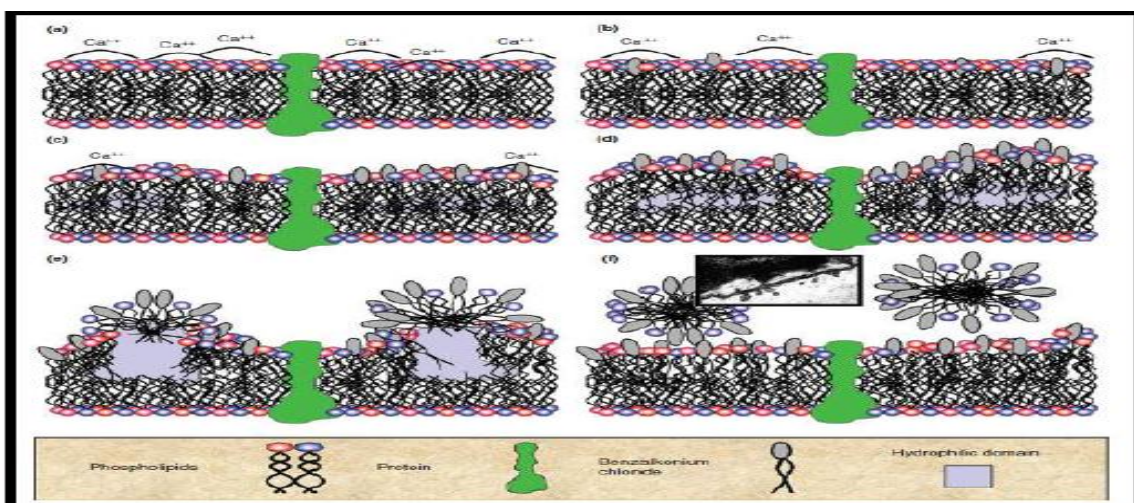 (a)
Ca++ Ca++ Ca++ Ca++ Ca++ Ca++
(b)
Ca++ Ca++ Ca++
(c)
Ca++ Ca++
(d)
(e)
(f)
Phospholipids
Protein
Benzalkonium
chloride
Hydrophilic domain